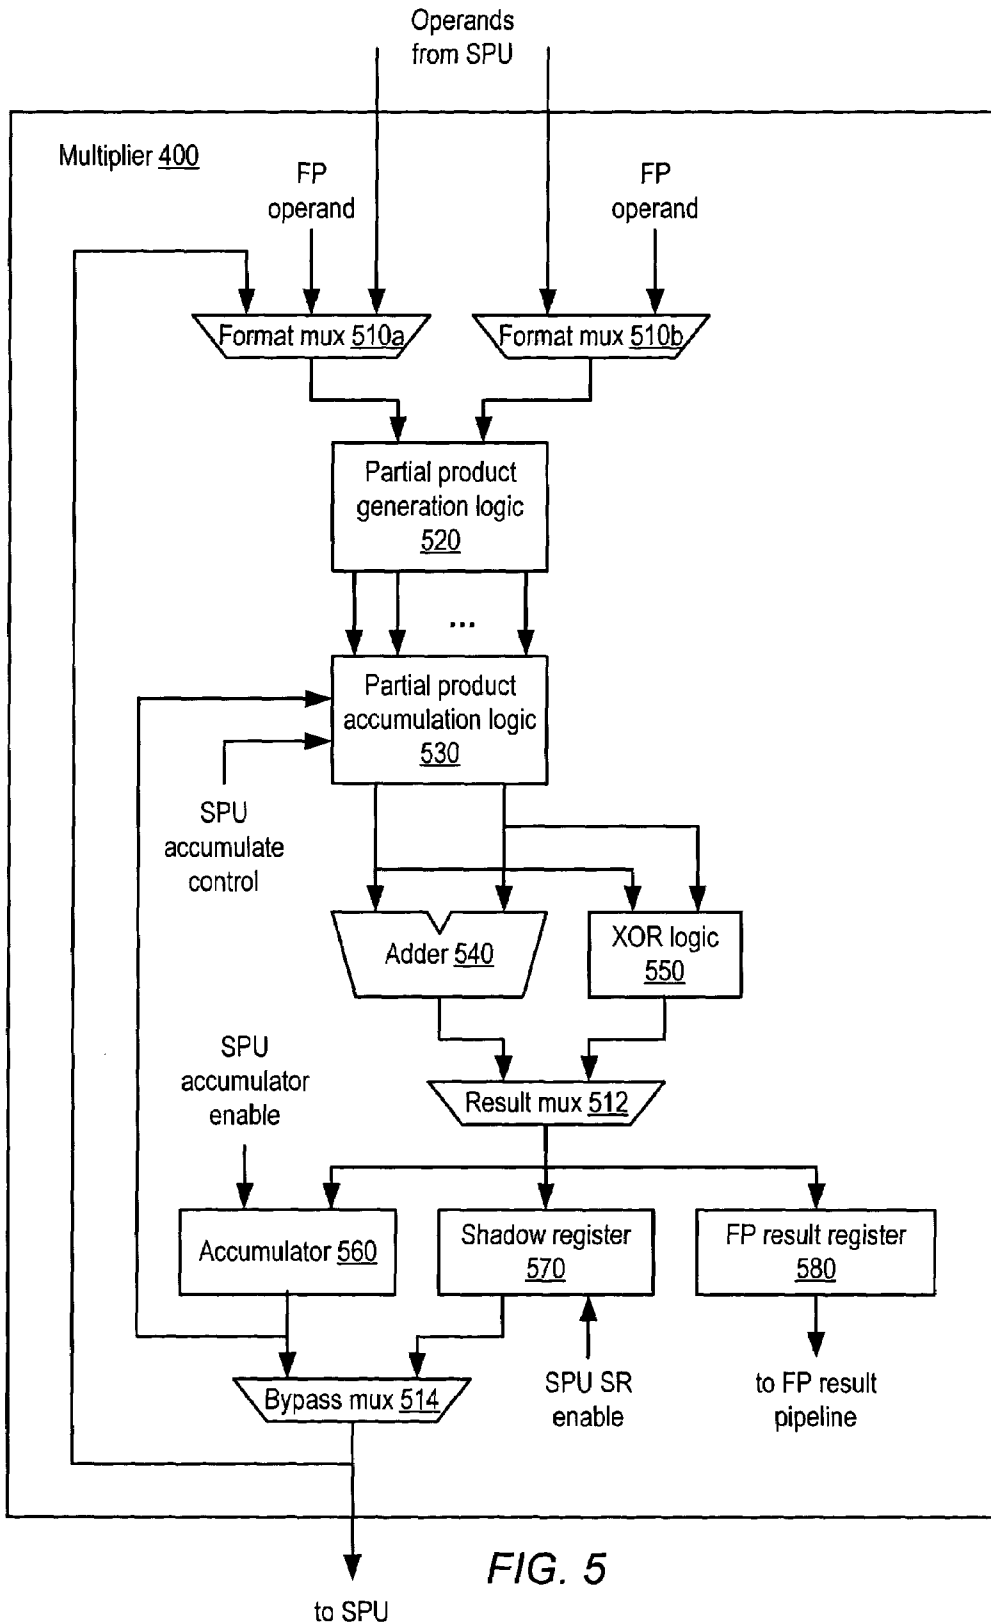 Operands
from SPU
Multiplier 400
FP
operand
FP
operand
Format mux 510a
Format mux 510b
Partial product
generation logic
520
...
Partial product
accumulation logic
530
SPU
accumulate
control
Adder 540
XOR logic
550
SPU
accumulator
enable
Result mux 512
Accumulator 560
Shadow register
570
FP result register
580
SPU SR
enable
to FP result
pipeline
Bypass mux 514
FIG. 5
to SPU